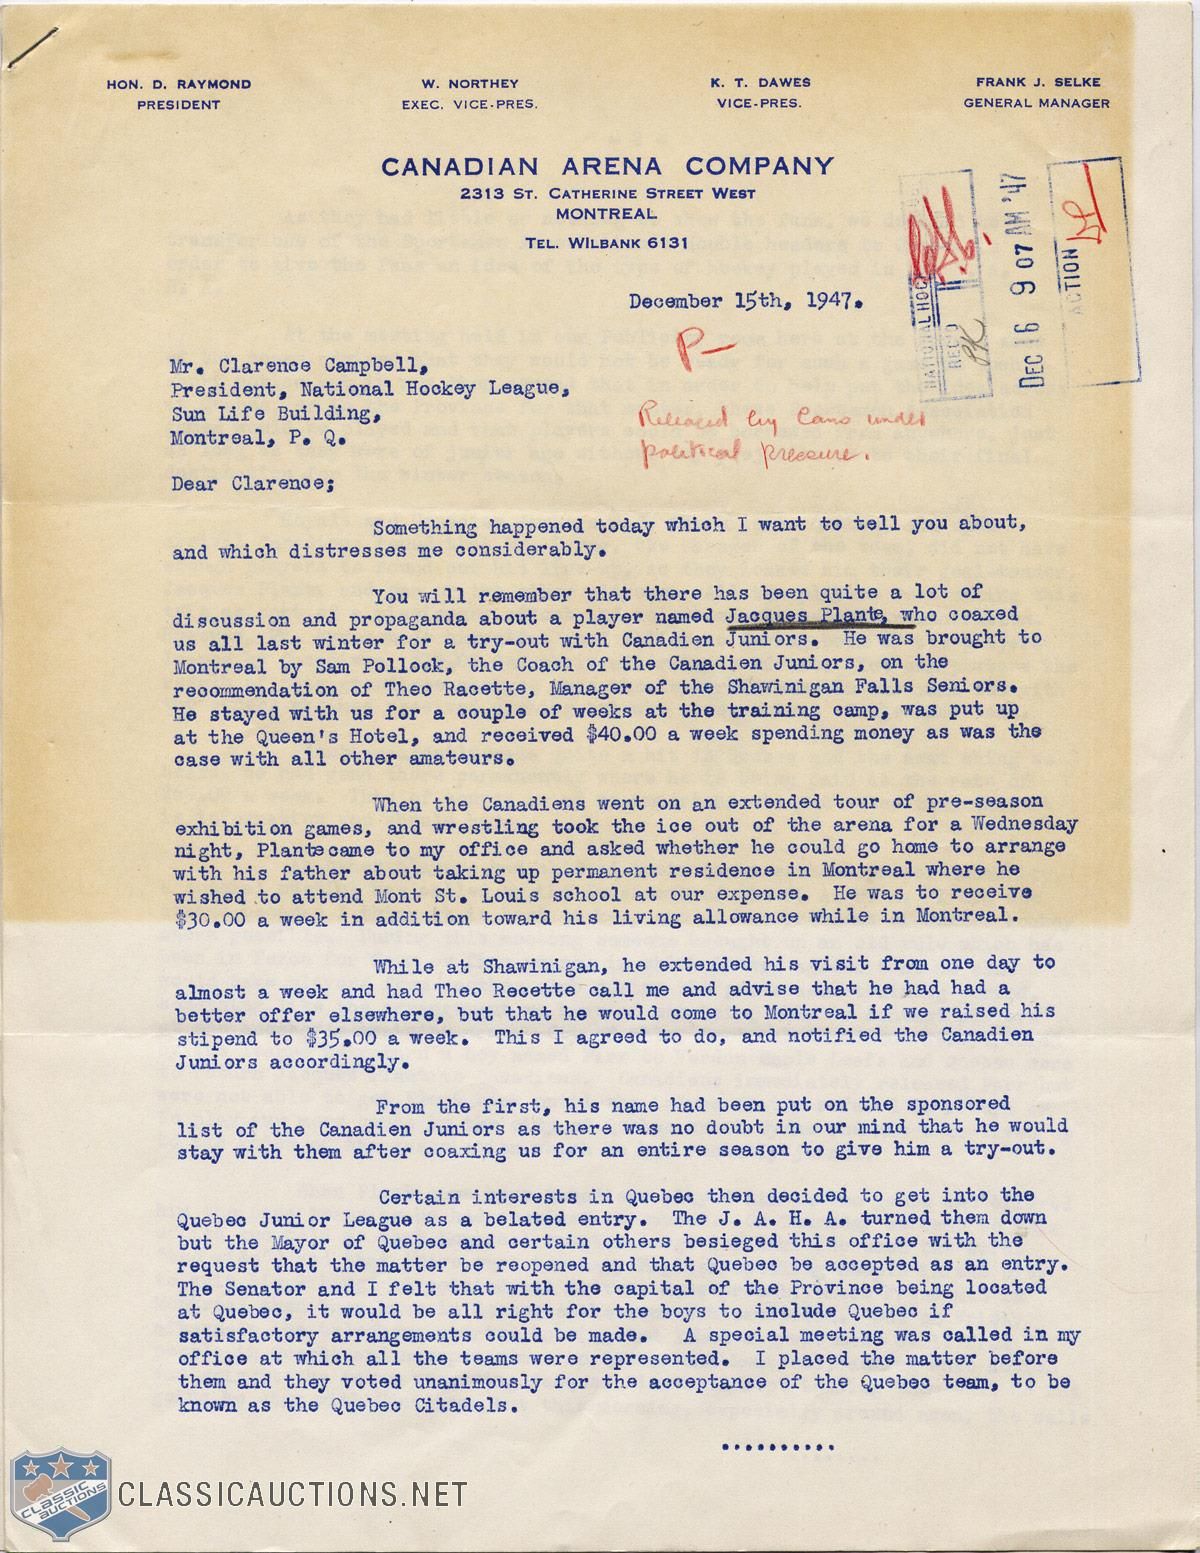 HON. D. RAYMOND
PRESIDENT
W. NORTHEY
EXEC. VICE-PRES.
K. T. DAWES
VICE-PRES.
FRANK J. SELKE
GENERAL MANAGER
CANADIAN ARENA COMPANY
2313 ST. CATHERINE STREET WEST
MONTREAL
TEL. WILBANK 6131
NATIONAL HOC
REC'D
DEC 16 9 07 AM '47
ACTION
December 15th, 1947.
P-
Mr. Clarence Campbell,
President, National Hockey League,
Sun Life Building,
Montreal, P. Q.
Released by Cans under
political pressure.
Dear Clarence;
Something happened today which I want to tell you about,
and which distresses me considerably.
You will remember that there has been quite a lot of
discussion and propaganda about a player named Jacques Plante, who coaxed
us all last winter for a try-out with Canadien Juniors. He was brought to
Montreal by Sam Pollock, the Coach of the Canadien Juniors, on the
recommendation of Theo Racette, Manager of the Shawinigan Falls Seniors.
He stayed with us for a couple of weeks at the training camp, was put up
at the Queen's Hotel, and received $40.00 a week spending money as was the
case with all other amateurs.
When the Canadiens went on an extended tour of pre-season
exhibition games, and wrestling took the ice out of the arena for a Wednesday
night, Plante came to my office and asked whether he could go home to arrange
with his father about taking up permanent residence in Montreal where he
wished to attend Mont St. Louis school at our expense. He was to receive
$30.00 a week in addition toward his living allowance while in Montreal.
While at Shawinigan, he extended his visit from one day to
almost a week and had Theo Recette call me and advise that he had had a
better offer elsewhere, but that he would come to Montreal if we raised his
stipend to $35.00 a week. This I agreed to do, and notified the Canadien
Juniors accordingly.
From the first, his name had been put on the sponsored
list of the Canadien Juniors as there was no doubt in our mind that he would
stay with them after coaxing us for an entire season to give him a try-out.
Certain interests in Quebec then decided to get into the
Quebec Junior League as a belated entry. The J. A. H. A. turned them down
but the Mayor of Quebec and certain others besieged this office with the
request that the matter be reopened and that Quebec be accepted as an entry.
The Senator and I felt that with the capital of the Province being located
at Quebec, it would be all right for the boys to include Quebec if
satisfactory arrangements could be made. A special meeting was called in my
office at which all the teams were represented. I placed the matter before
them and they voted unanimously for the acceptance of the Quebec team, to be
known as the Quebec Citadels.
..........
CLASSIC AUCTIONS
CLASSICAUCTIONS.NET